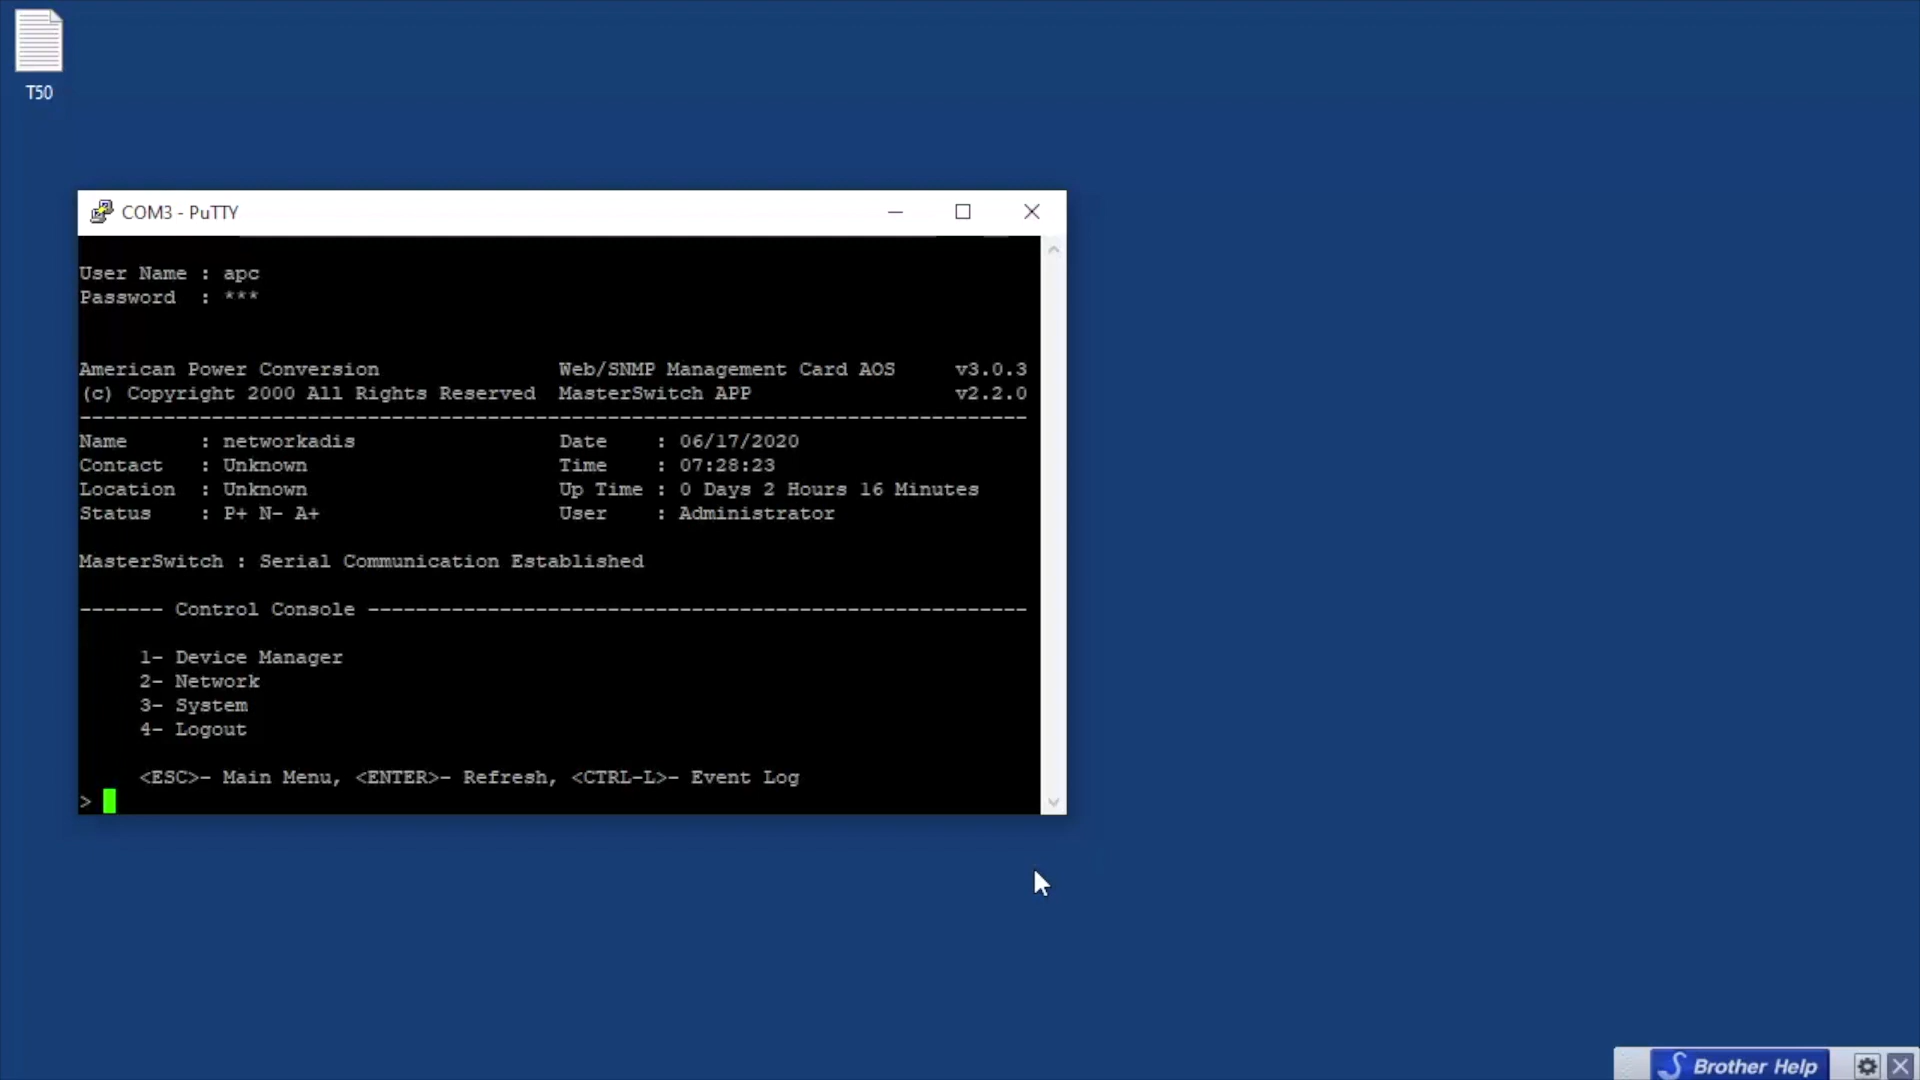 T50
COM3 - PuTTY
User Name : apc
Password  : ***
American Power Conversion               Web/SNMP Management Card AOS     v3.0.3
(c) Copyright 2000 All Rights Reserved  MasterSwitch APP                 v2.2.0
-------------------------------------------------------------------------------
Name      : networkadis                 Date    : 06/17/2020
Contact   : Unknown                     Time    : 07:28:23
Location  : Unknown                     Up Time : 0 Days 2 Hours 16 Minutes
Status    : P+ N- A+                    User    : Administrator
MasterSwitch : Serial Communication Established
------- Control Console -------------------------------------------------------
1- Device Manager
2- Network
3- System
4- Logout
<ESC>- Main Menu, <ENTER>- Refresh, <CTRL-L>- Event Log
>
Brother Help